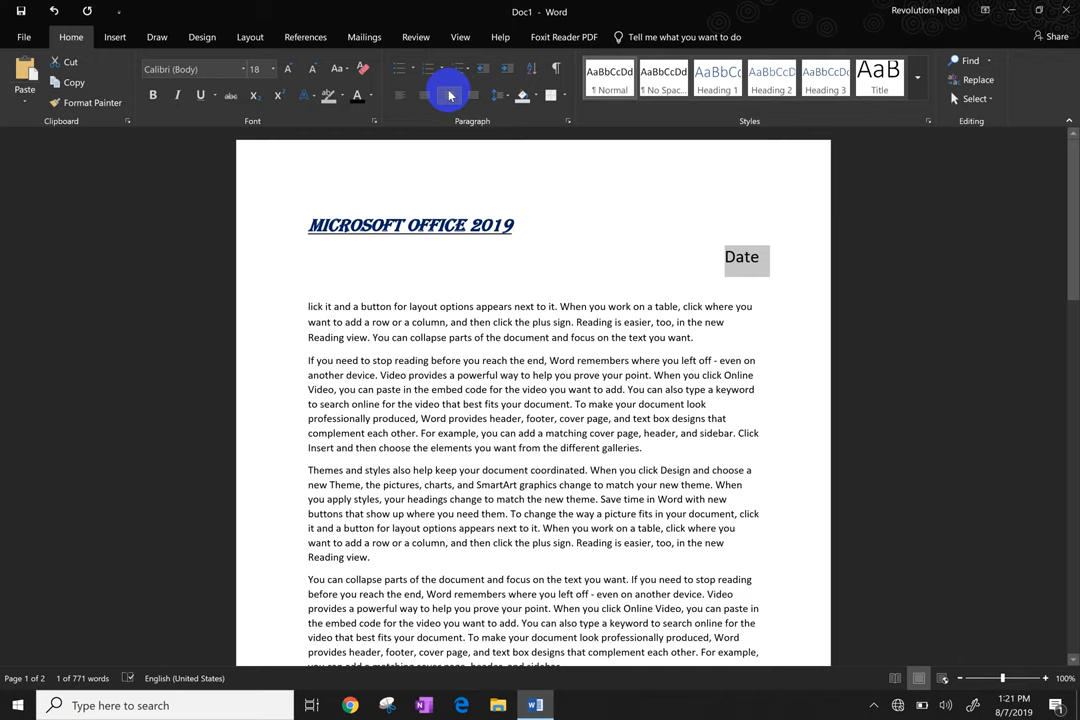 Doc1 - Word
Revolution Nepal
File Home Insert Draw Design Layout References Mailings Review View Help Foxit Reader PDF Tell me what you want to do Share
Paste
Cut
Copy
Format Painter
Clipboard
Calibri (Body) 18
Font
Paragraph
AaBbCcDd AaBbCcDd AaBbCc AaBbCcC AaBbCcD AaB
¶ Normal ¶ No Spac... Heading 1 Heading 2 Heading 3 Title
Styles
Find
Replace
Select
Editing
MICROSOFT OFFICE 2019
Date
lick it and a button for layout options appears next to it. When you work on a table, click where you
want to add a row or a column, and then click the plus sign. Reading is easier, too, in the new
Reading view. You can collapse parts of the document and focus on the text you want.
If you need to stop reading before you reach the end, Word remembers where you left off - even on
another device. Video provides a powerful way to help you prove your point. When you click Online
Video, you can paste in the embed code for the video you want to add. You can also type a keyword
to search online for the video that best fits your document. To make your document look
professionally produced, Word provides header, footer, cover page, and text box designs that
complement each other. For example, you can add a matching cover page, header, and sidebar. Click
Insert and then choose the elements you want from the different galleries.
Themes and styles also help keep your document coordinated. When you click Design and choose a
new Theme, the pictures, charts, and SmartArt graphics change to match your new theme. When
you apply styles, your headings change to match the new theme. Save time in Word with new
buttons that show up where you need them. To change the way a picture fits in your document, click
it and a button for layout options appears next to it. When you work on a table, click where you
want to add a row or a column, and then click the plus sign. Reading is easier, too, in the new
Reading view.
You can collapse parts of the document and focus on the text you want. If you need to stop reading
before you reach the end, Word remembers where you left off - even on another device. Video
provides a powerful way to help you prove your point. When you click Online Video, you can paste in
the embed code for the video you want to add. You can also type a keyword to search online for the
video that best fits your document. To make your document look professionally produced, Word
provides header, footer, cover page, and text box designs that complement each other. For example,
you can add a matching cover page, header, and sidebar.
Page 1 of 2 1 of 771 words English (United States) 100%
Type here to search
1:21 PM
8/7/2019